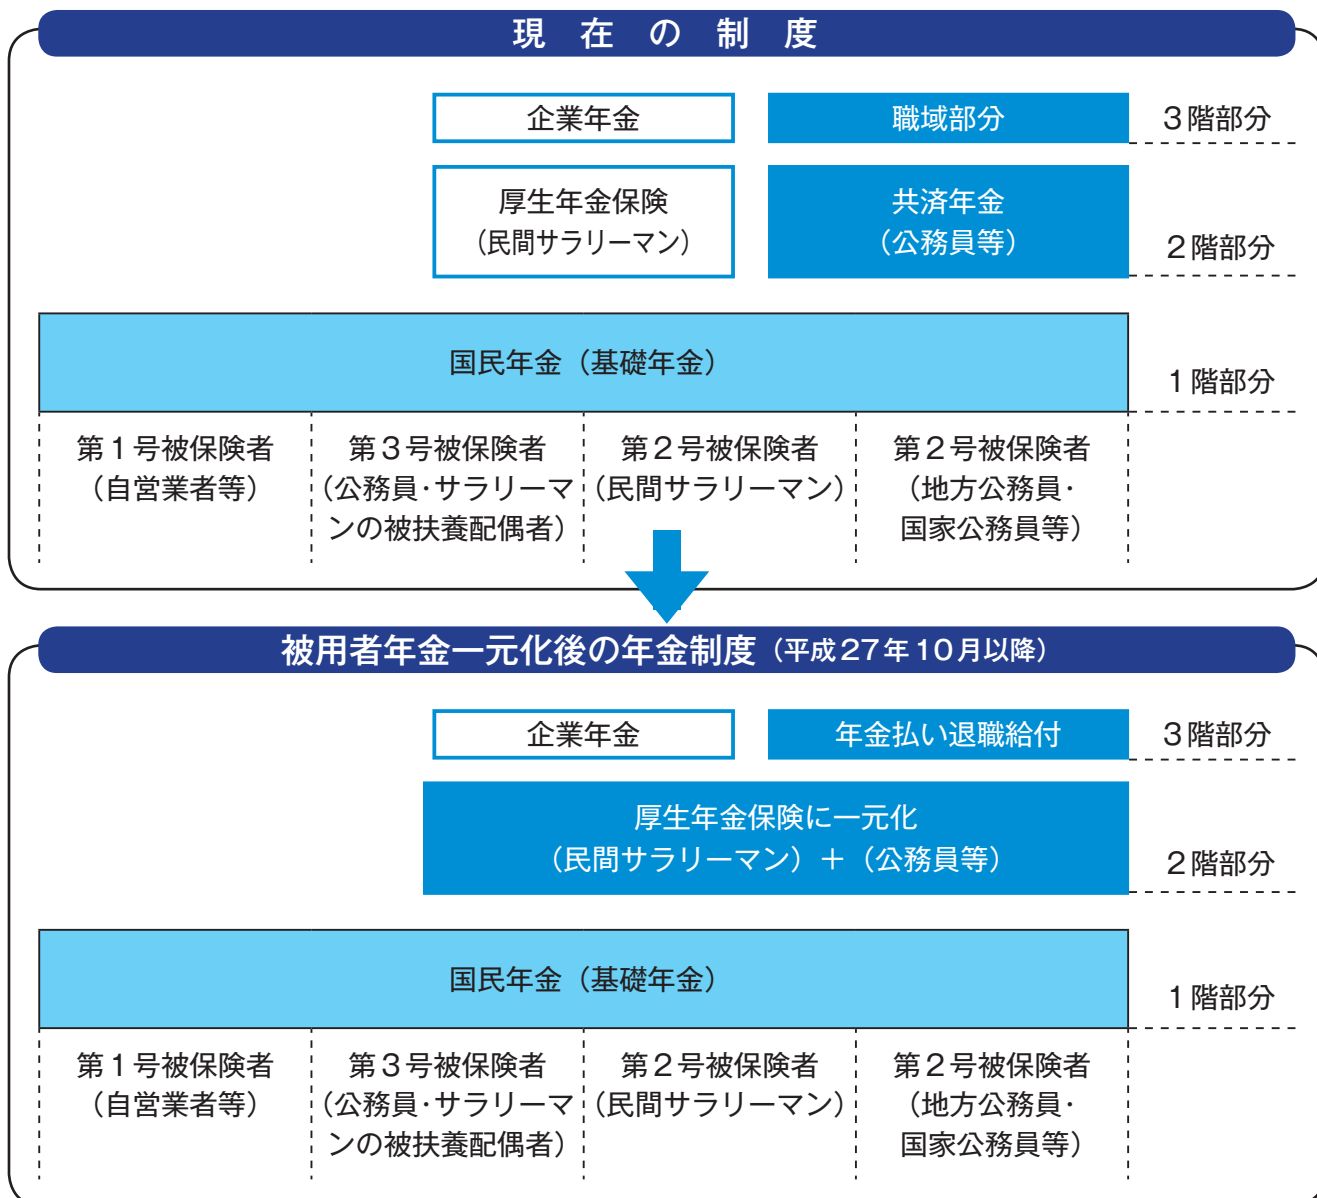 現在の制度
企業年金
職域部分
3階部分
厚生年金保険
（民間サラリーマン）
共済年金
（公務員等）
2階部分
国民年金（基礎年金）
1階部分
第1号被保険者
（自営業者等）
第3号被保険者
（公務員・サラリーマ
ンの被扶養配偶者）
第2号被保険者
（民間サラリーマン）
第2号被保険者
（地方公務員・
国家公務員等）
被用者年金一元化後の年金制度（平成27年10月以降）
企業年金
年金払い退職給付
3階部分
厚生年金保険に一元化
（民間サラリーマン）＋（公務員等）
2階部分
国民年金（基礎年金）
1階部分
第1号被保険者
（自営業者等）
第3号被保険者
（公務員・サラリーマ
ンの被扶養配偶者）
第2号被保険者
（民間サラリーマン）
第2号被保険者
（地方公務員・
国家公務員等）